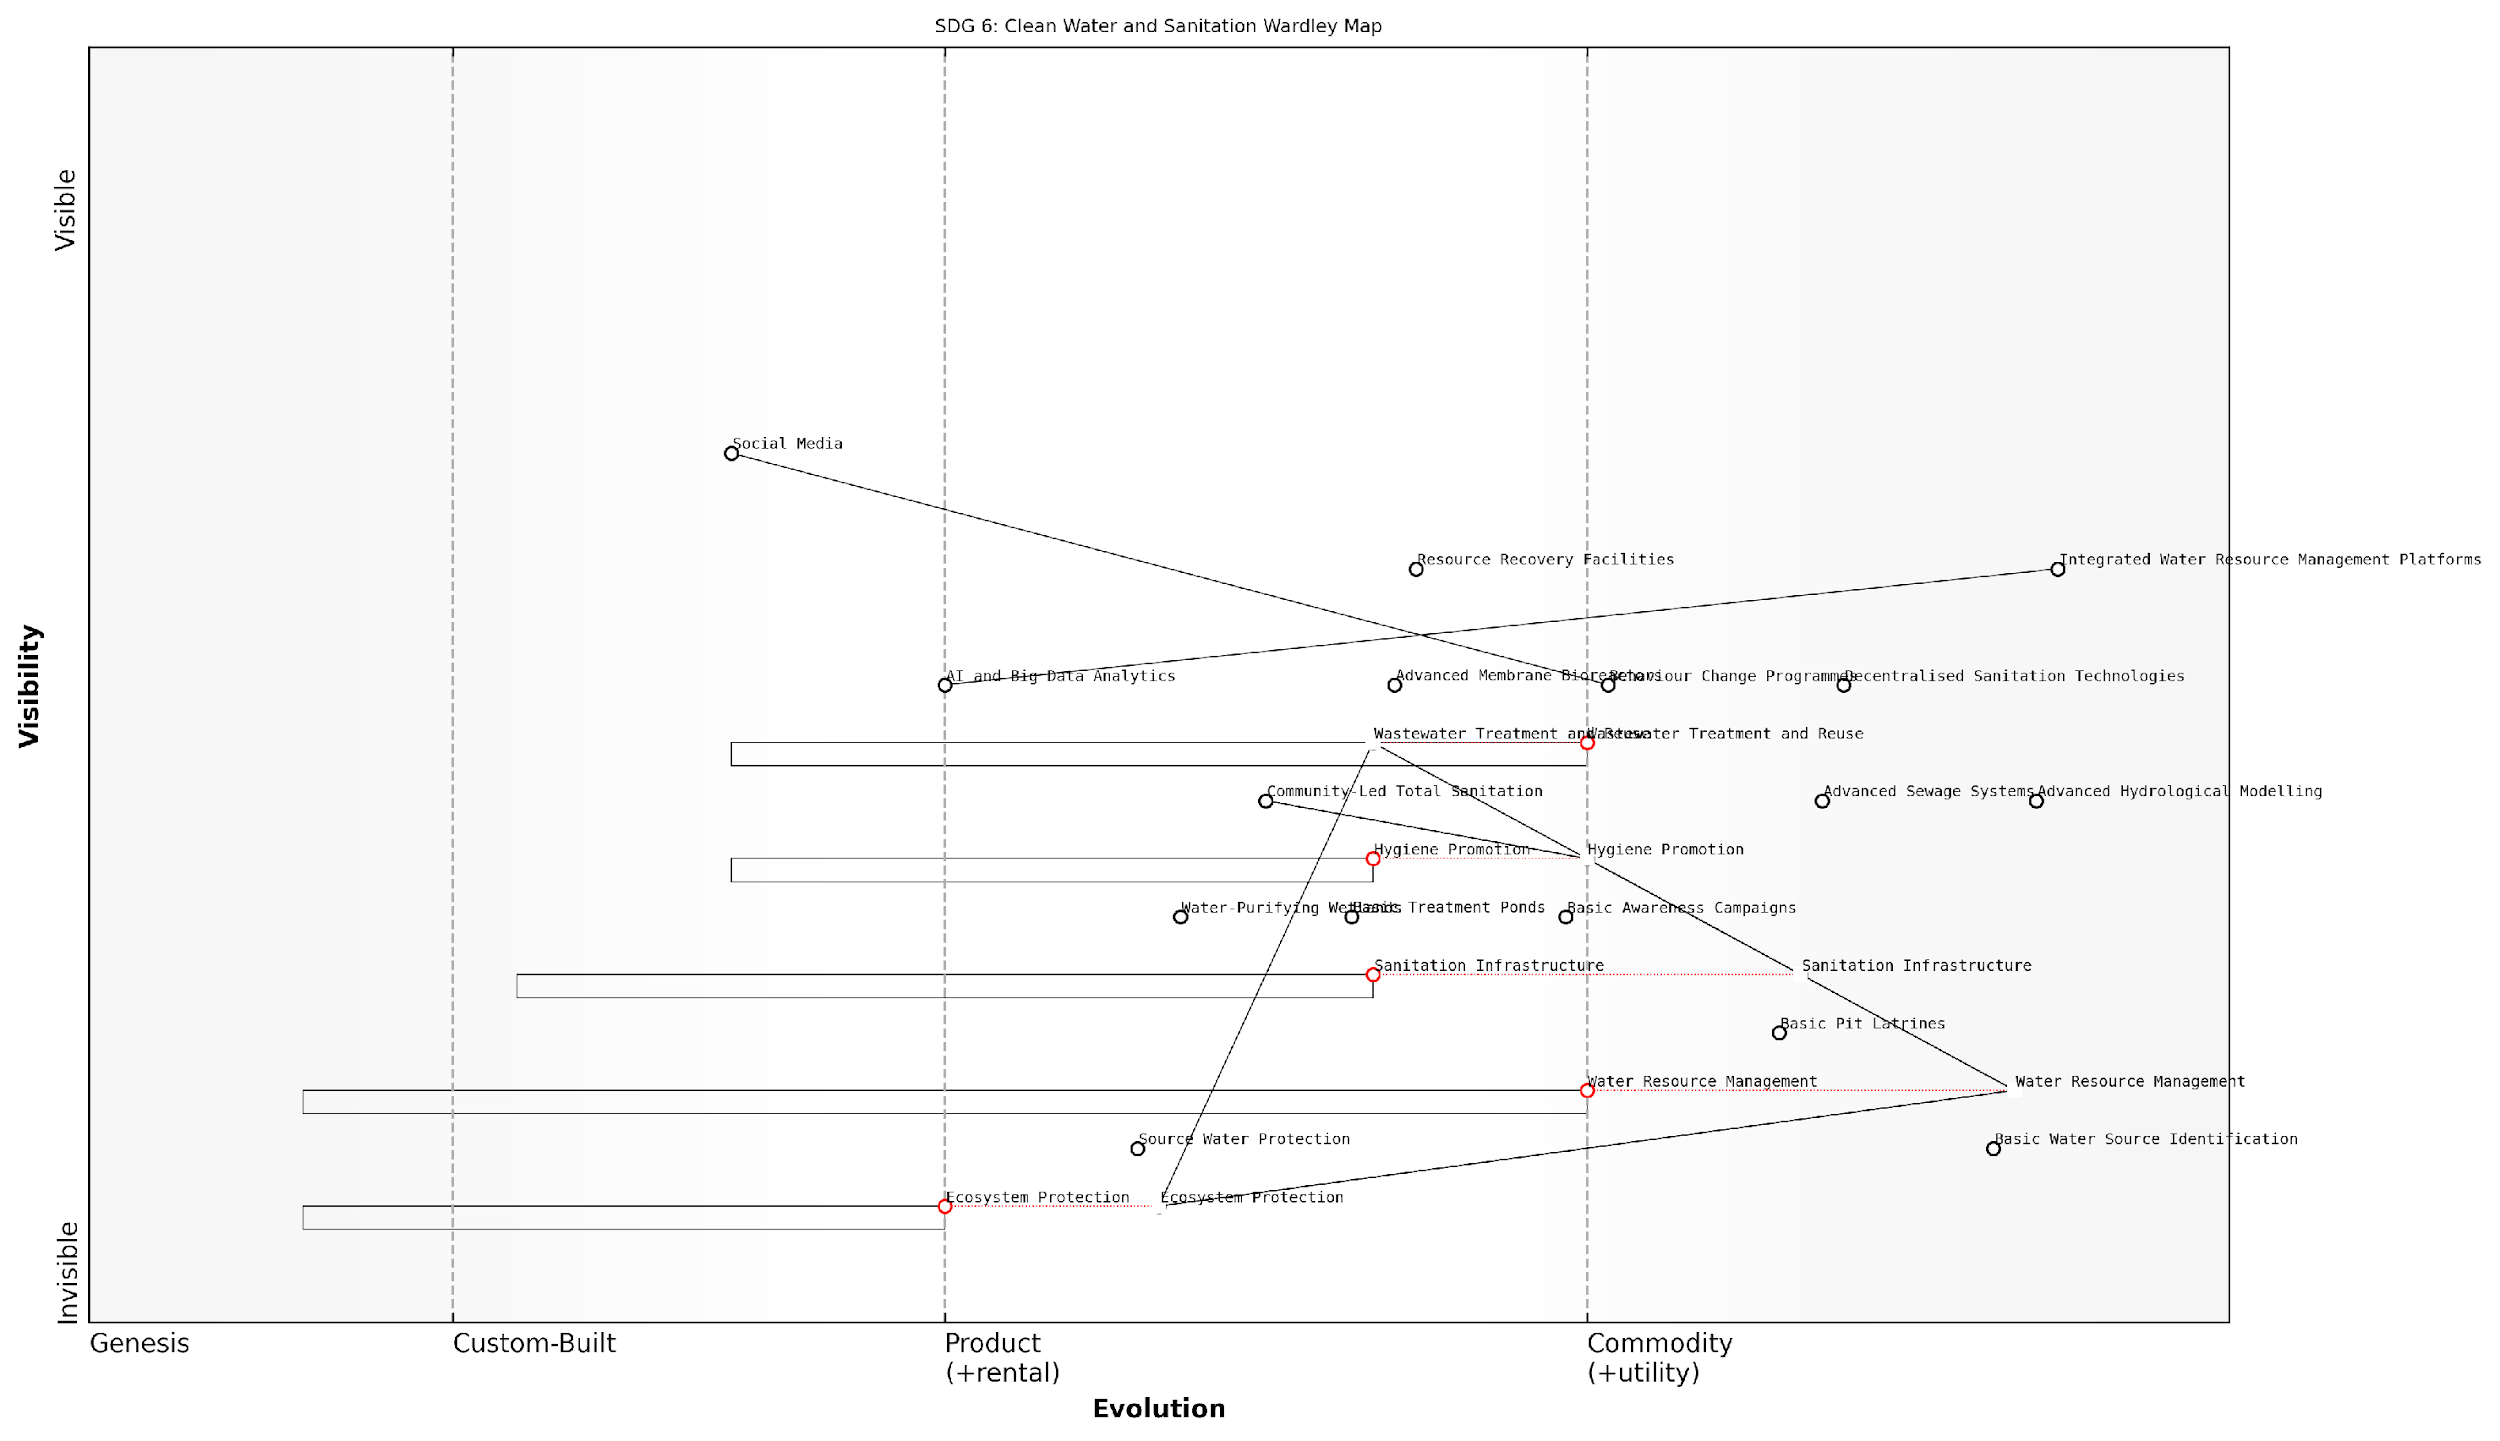 SDG 6: Clean Water and Sanitation Wardley Map
Visible
Social Media
Resource Recovery Facilities
Integrated Water Resource Management Platforms
AI and Big Data Analytics
Advanced Membrane Bioreactors
Behaviour Change Programmes
Decentralised Sanitation Technologies
Wastewater Treatment and Reuse
Wastewater Treatment and Reuse
Community-Led Total Sanitation
Advanced Sewage Systems
Advanced Hydrological Modelling
Hygiene Promotion
Hygiene Promotion
Water-Purifying Wetlands
Basic Treatment Ponds
Basic Awareness Campaigns
Sanitation Infrastructure
Sanitation Infrastructure
Basic Pit Latrines
Water Resource Management
Water Resource Management
Source Water Protection
Basic Water Source Identification
Ecosystem Protection
Ecosystem Protection
Visibility
Invisible
Genesis
Custom-Built
Product
(+rental)
Commodity
(+utility)
Evolution